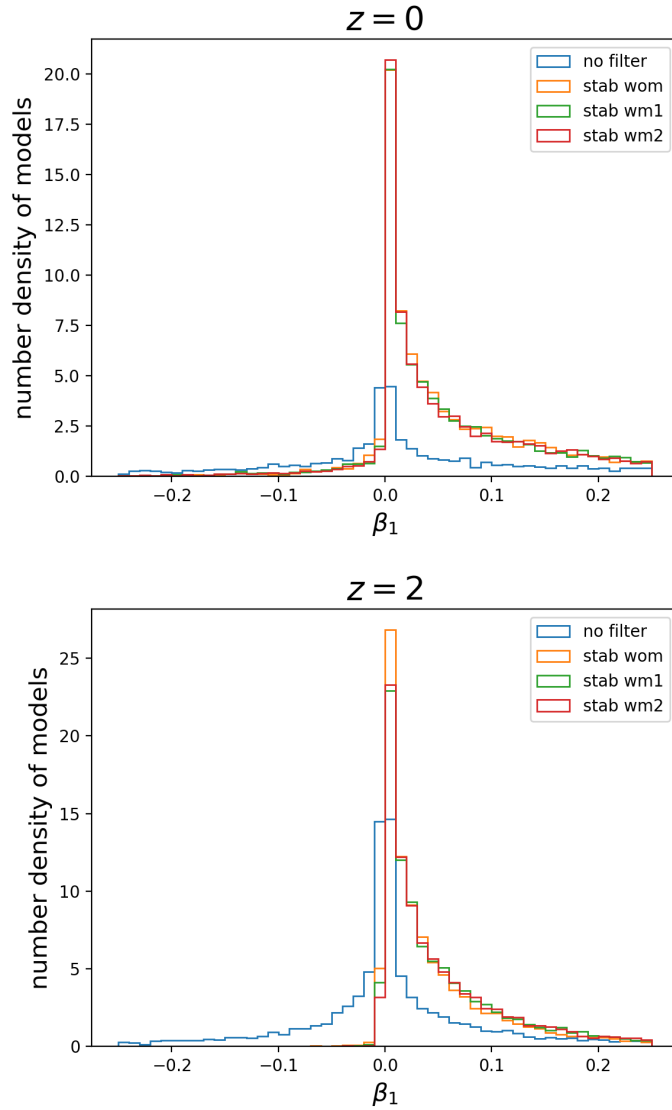 z = 0
number density of models
20.0
17.5
15.0
12.5
10.0
7.5
5.0
2.5
0.0
no filter
stab wom
stab wm1
stab wm2
−0.2 −0.1 0.0 0.1 0.2
β₁
z = 2
number density of models
25
20
15
10
5
0
no filter
stab wom
stab wm1
stab wm2
−0.2 −0.1 0.0 0.1 0.2
β₁